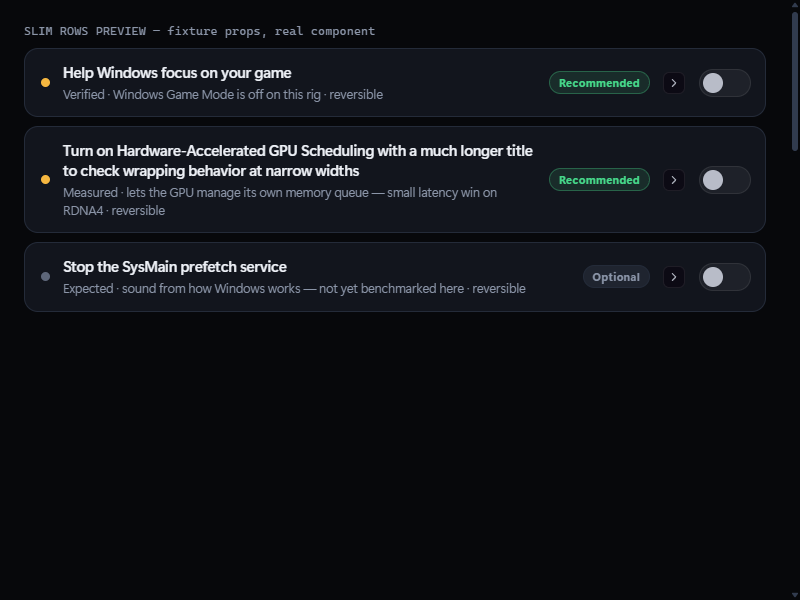 SLIM ROWS PREVIEW — fixture props, real component
Help Windows focus on your game
Verified · Windows Game Mode is off on this rig · reversible
Recommended
Turn on Hardware-Accelerated GPU Scheduling with a much longer title
to check wrapping behavior at narrow widths
Measured · lets the GPU manage its own memory queue — small latency win on
RDNA4 · reversible
Recommended
Stop the SysMain prefetch service
Expected · sound from how Windows works — not yet benchmarked here · reversible
Optional